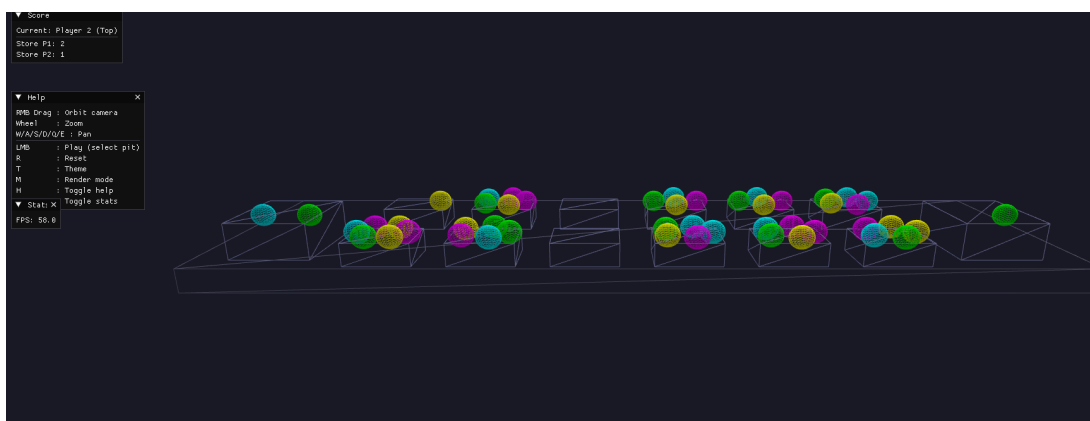 ▼ Score
Current: Player 2 (Top)
Store P1: 2
Store P2: 1
▼ Help ✕
RMB Drag : Orbit camera
Wheel : Zoom
W/A/S/D/Q/E : Pan
LMB : Play (select pit)
R : Reset
T : Theme
M : Render mode
H : Toggle help
Toggle stats
▼ Stat: ✕
FPS: 58.0